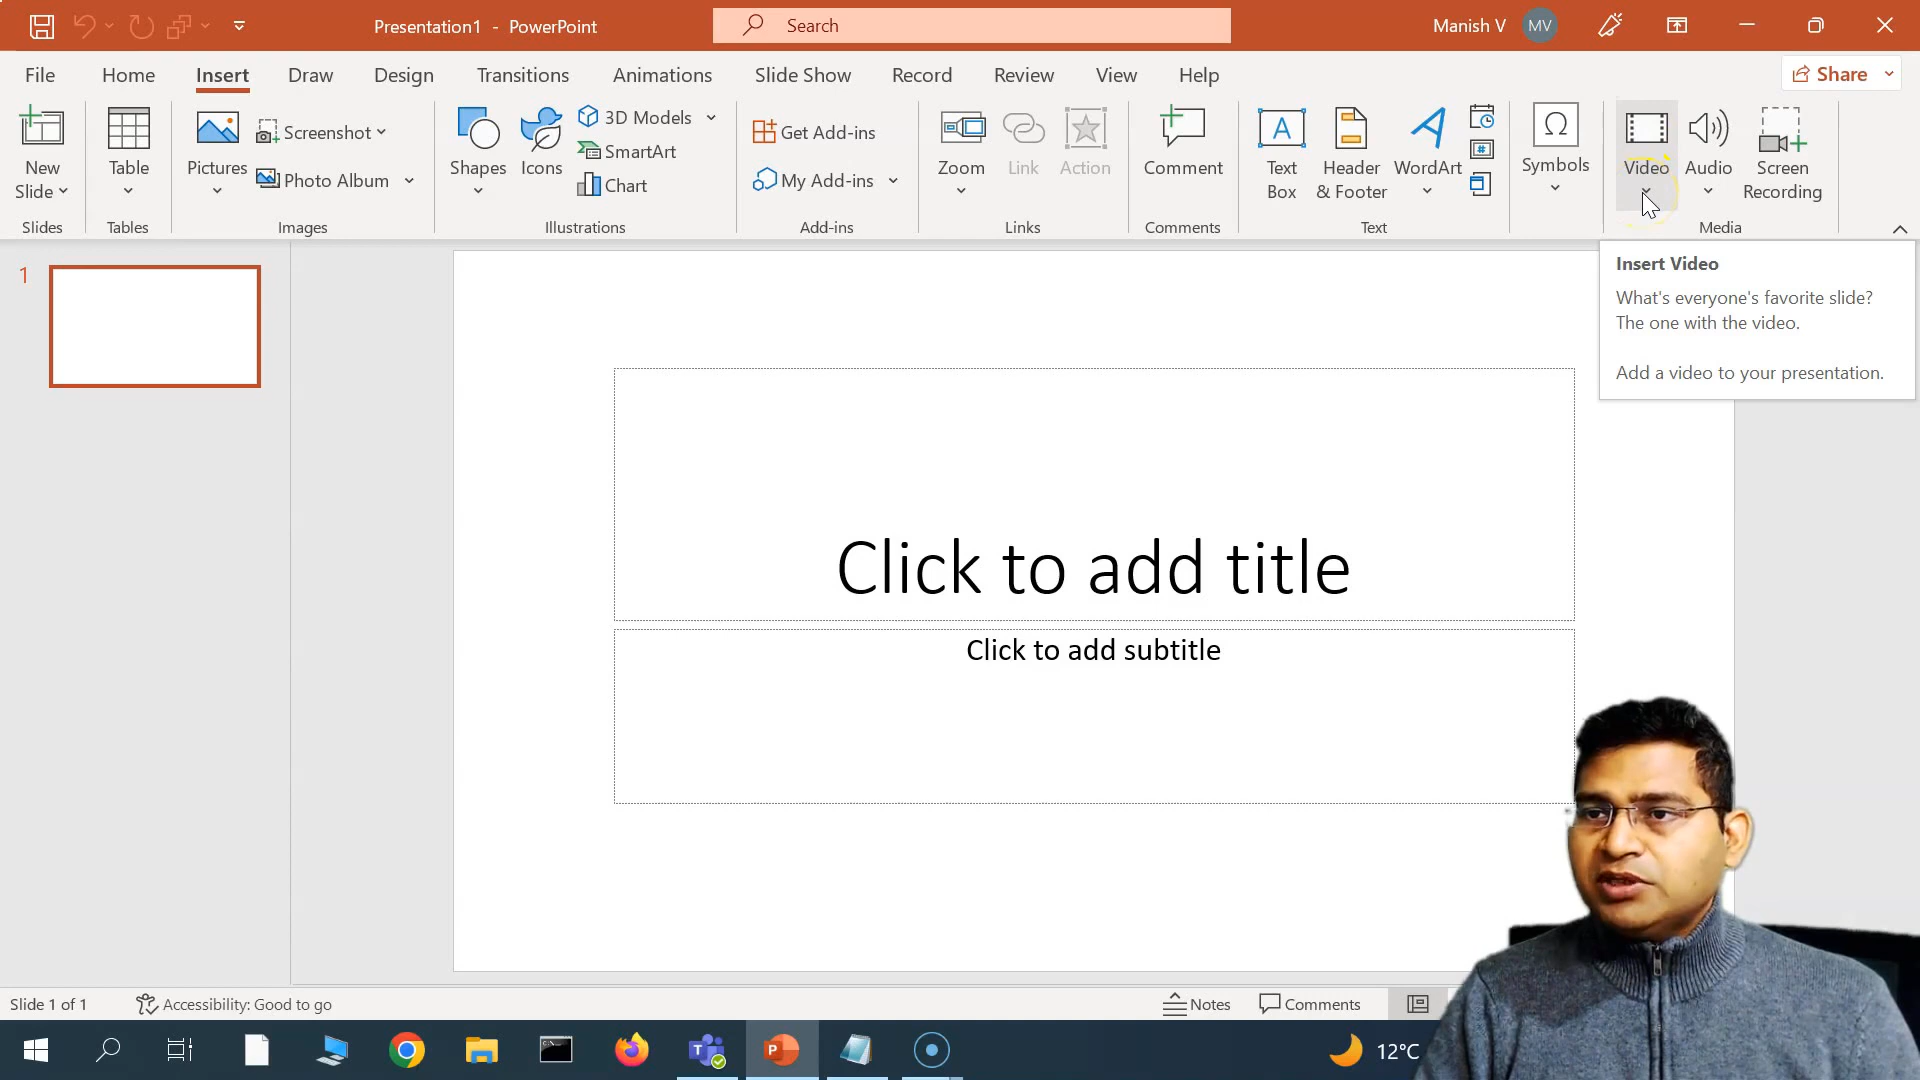 Presentation1 - PowerPoint
Search
Manish V
MV
File
Home
Insert
Draw
Design
Transitions
Animations
Slide Show
Record
Review
View
Help
Share
New
Slide
Slides
Table
Tables
Pictures
Screenshot
Photo Album
Images
Shapes
Icons
3D Models
SmartArt
Chart
Illustrations
Get Add-ins
My Add-ins
Add-ins
Zoom
Link
Action
Links
Comment
Comments
A
Text
Box
Header
& Footer
WordArt
#
Text
Ω
Symbols
Video
Audio
Screen
Recording
Media
Insert Video
What's everyone's favorite slide?
The one with the video.
Add a video to your presentation.
1
Click to add title
Click to add subtitle
Slide 1 of 1
Accessibility: Good to go
Notes
Comments
T
P
12°C